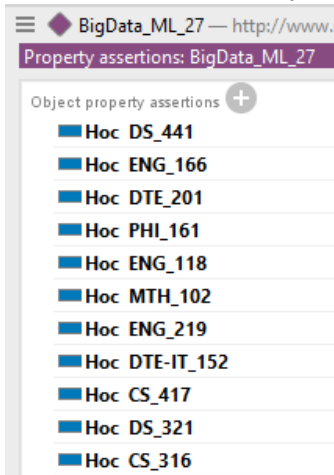 BigData_ML_27 — http://www.
Property assertions: BigData_ML_27
Object property assertions
Hoc DS_441
Hoc ENG_166
Hoc DTE_201
Hoc PHI_161
Hoc ENG_118
Hoc MTH_102
Hoc ENG_219
Hoc DTE-IT_152
Hoc CS_417
Hoc DS_321
Hoc CS_316